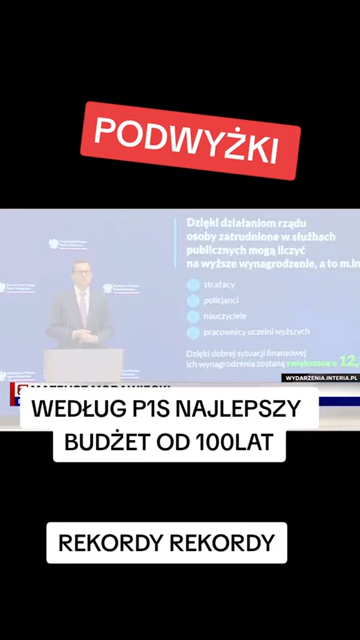 PODWYŻKI
Dzięki działaniom rządu
osoby zatrudnione w służbach
publicznych mogą liczyć
na wyższe wynagrodzenie, a to m.in
strażacy
policjanci
nauczyciele
pracownicy uczelni wyższych
Dzięki dobrej sytuacji finansowej
ich wynagrodzenia zostaną zwiększone o 12,
WYDARZENIA.INTERIA.PL
WEDŁUG P1S NAJLEPSZY
BUDŻET OD 100LAT
REKORDY REKORDY